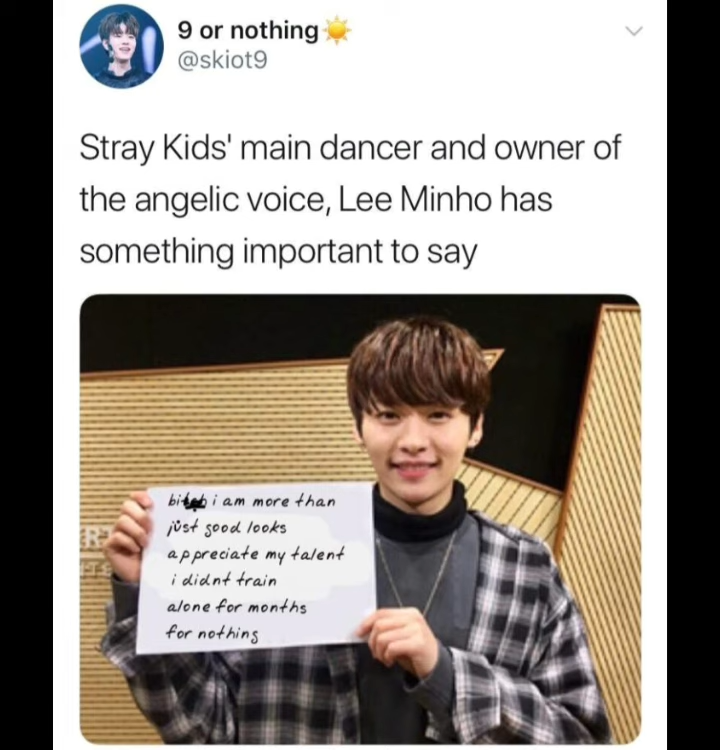 9 or nothing☀️
@skiot9
Stray Kids' main dancer and owner of
the angelic voice, Lee Minho has
something important to say
i am more than
just good looks
appreciate my talent
i didnt train
alone for months
for nothing